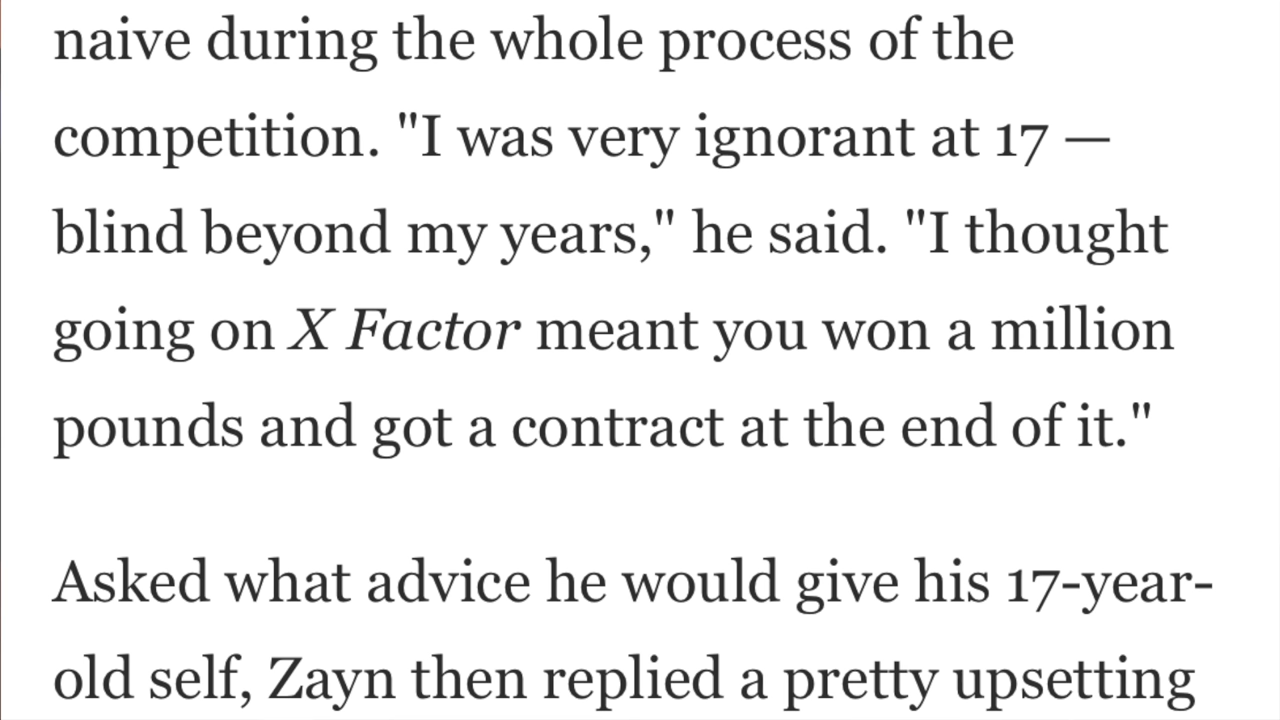 naive during the whole process of the
competition. "I was very ignorant at 17 —
blind beyond my years," he said. "I thought
going on X Factor meant you won a million
pounds and got a contract at the end of it."
Asked what advice he would give his 17-year-
old self, Zayn then replied a pretty upsetting